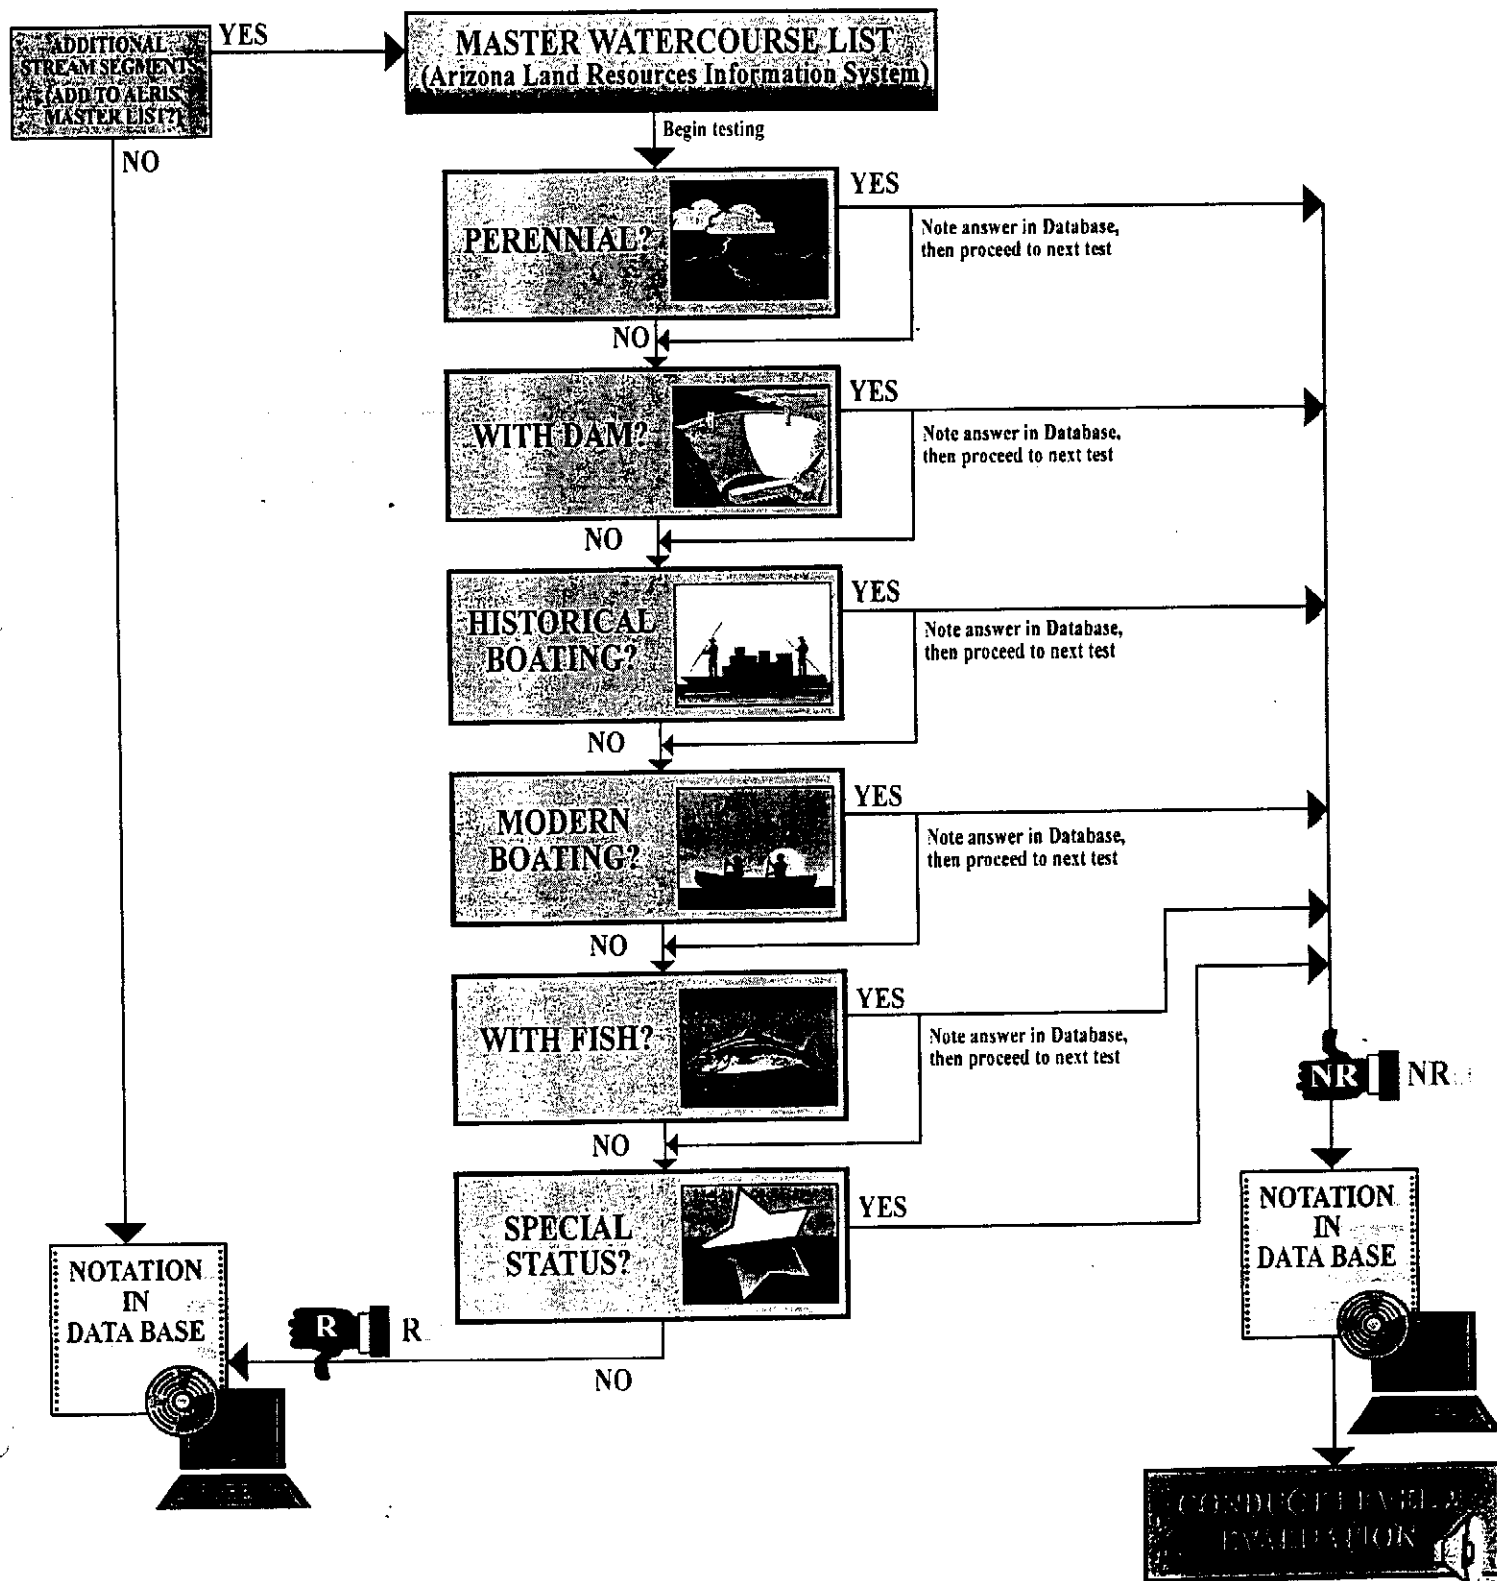 ADDITIONAL
STREAM SEGMENTS
(ADD TO ALRIS
MASTER LIST?)
YES
NO
MASTER WATERCOURSE LIST
(Arizona Land Resources Information System)
Begin testing
PERENNIAL?
YES
Note answer in Database,
then proceed to next test
NO
WITH DAM?
YES
Note answer in Database,
then proceed to next test
NO
HISTORICAL
BOATING?
YES
Note answer in Database,
then proceed to next test
NO
MODERN
BOATING?
YES
Note answer in Database,
then proceed to next test
NO
WITH FISH?
YES
Note answer in Database,
then proceed to next test
NO
SPECIAL
STATUS?
YES
NO
R
R
NOTATION
IN
DATA BASE
NR
NR
NOTATION
IN
DATA BASE
CONDUCT LEVEL 2
EVALUATION